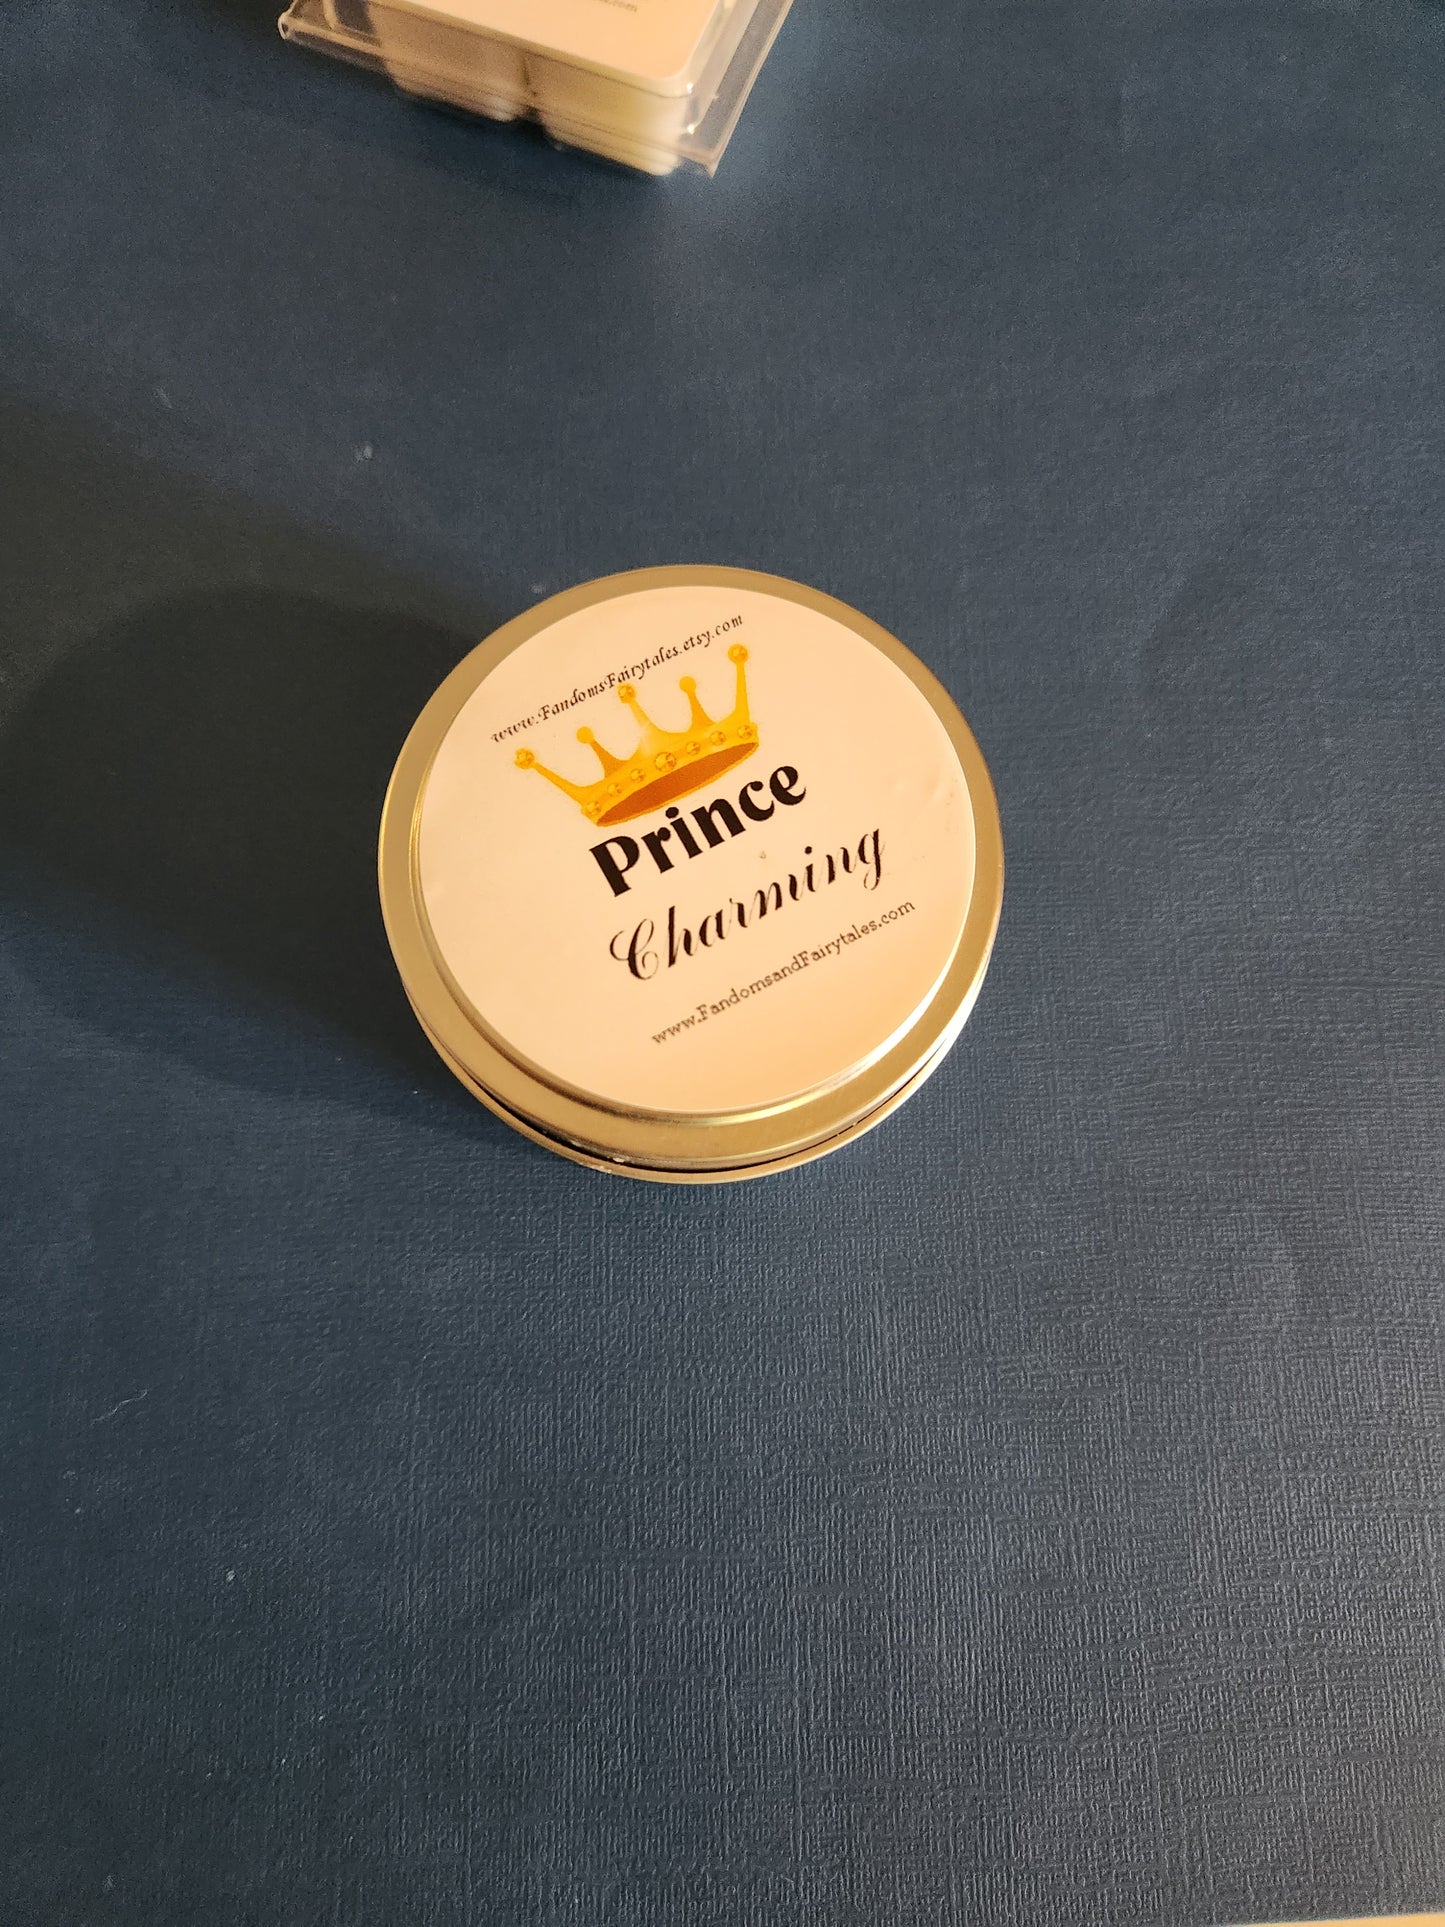 www.FandomsFairytales.etsy.com
Prince
Charming
www.FandomsandFairytales.com